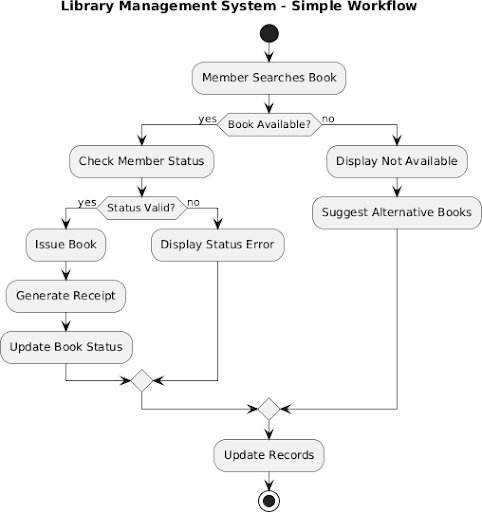 Library Management System - Simple Workflow
Member Searches Book
yes
Book Available?
no
Check Member Status
Display Not Available
yes
Status Valid?
no
Suggest Alternative Books
Issue Book
Display Status Error
Generate Receipt
Update Book Status
Update Records